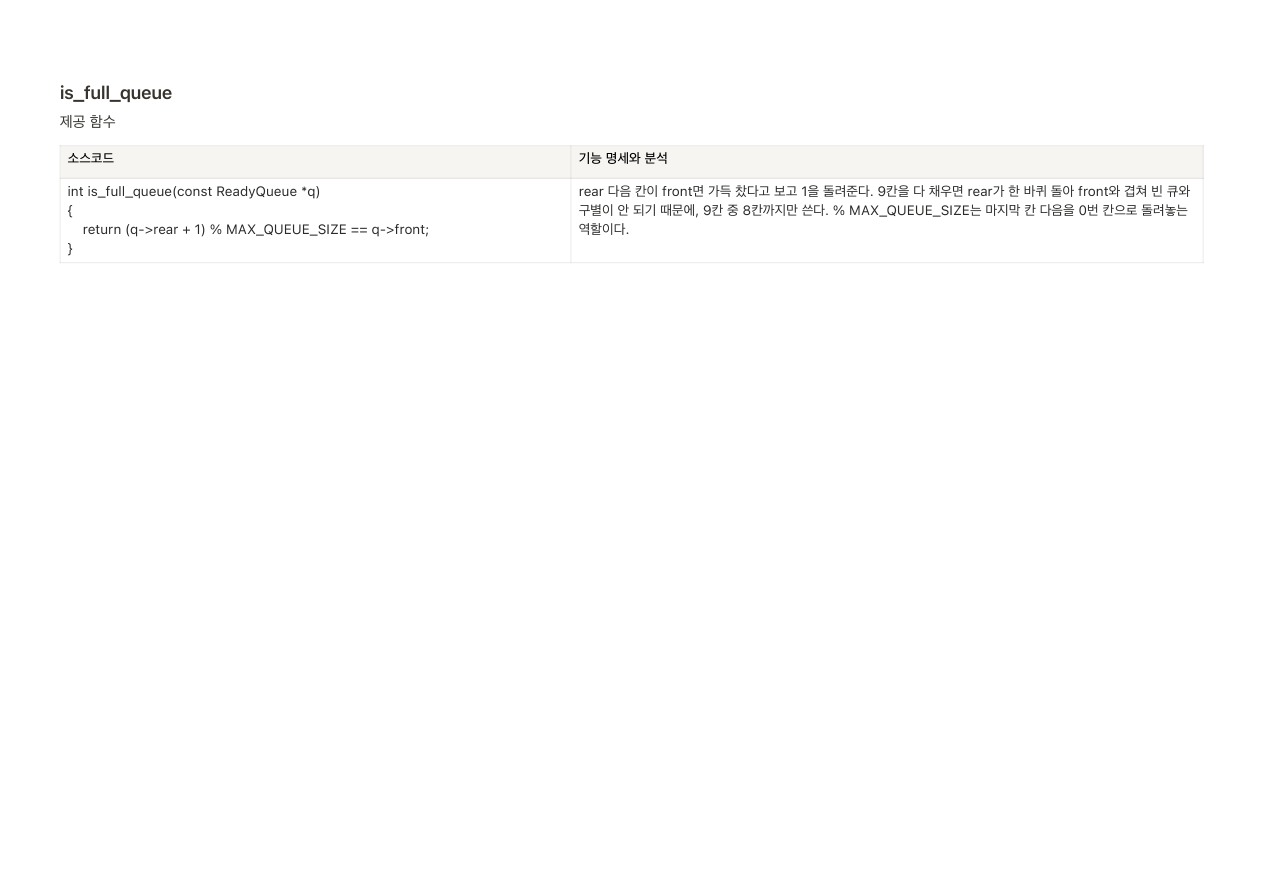 is_full_queue
제공 함수
소스코드
기능 명세와 분석
int is_full_queue(const ReadyQueue *q)
{
    return (q->rear + 1) % MAX_QUEUE_SIZE == q->front;
}
rear 다음 칸이 front면 가득 찼다고 보고 1을 돌려준다. 9칸을 다 채우면 rear가 한 바퀴 돌아 front와 겹쳐 빈 큐와
구별이 안 되기 때문에, 9칸 중 8칸까지만 쓴다. % MAX_QUEUE_SIZE는 마지막 칸 다음을 0번 칸으로 돌려놓는
역할이다.